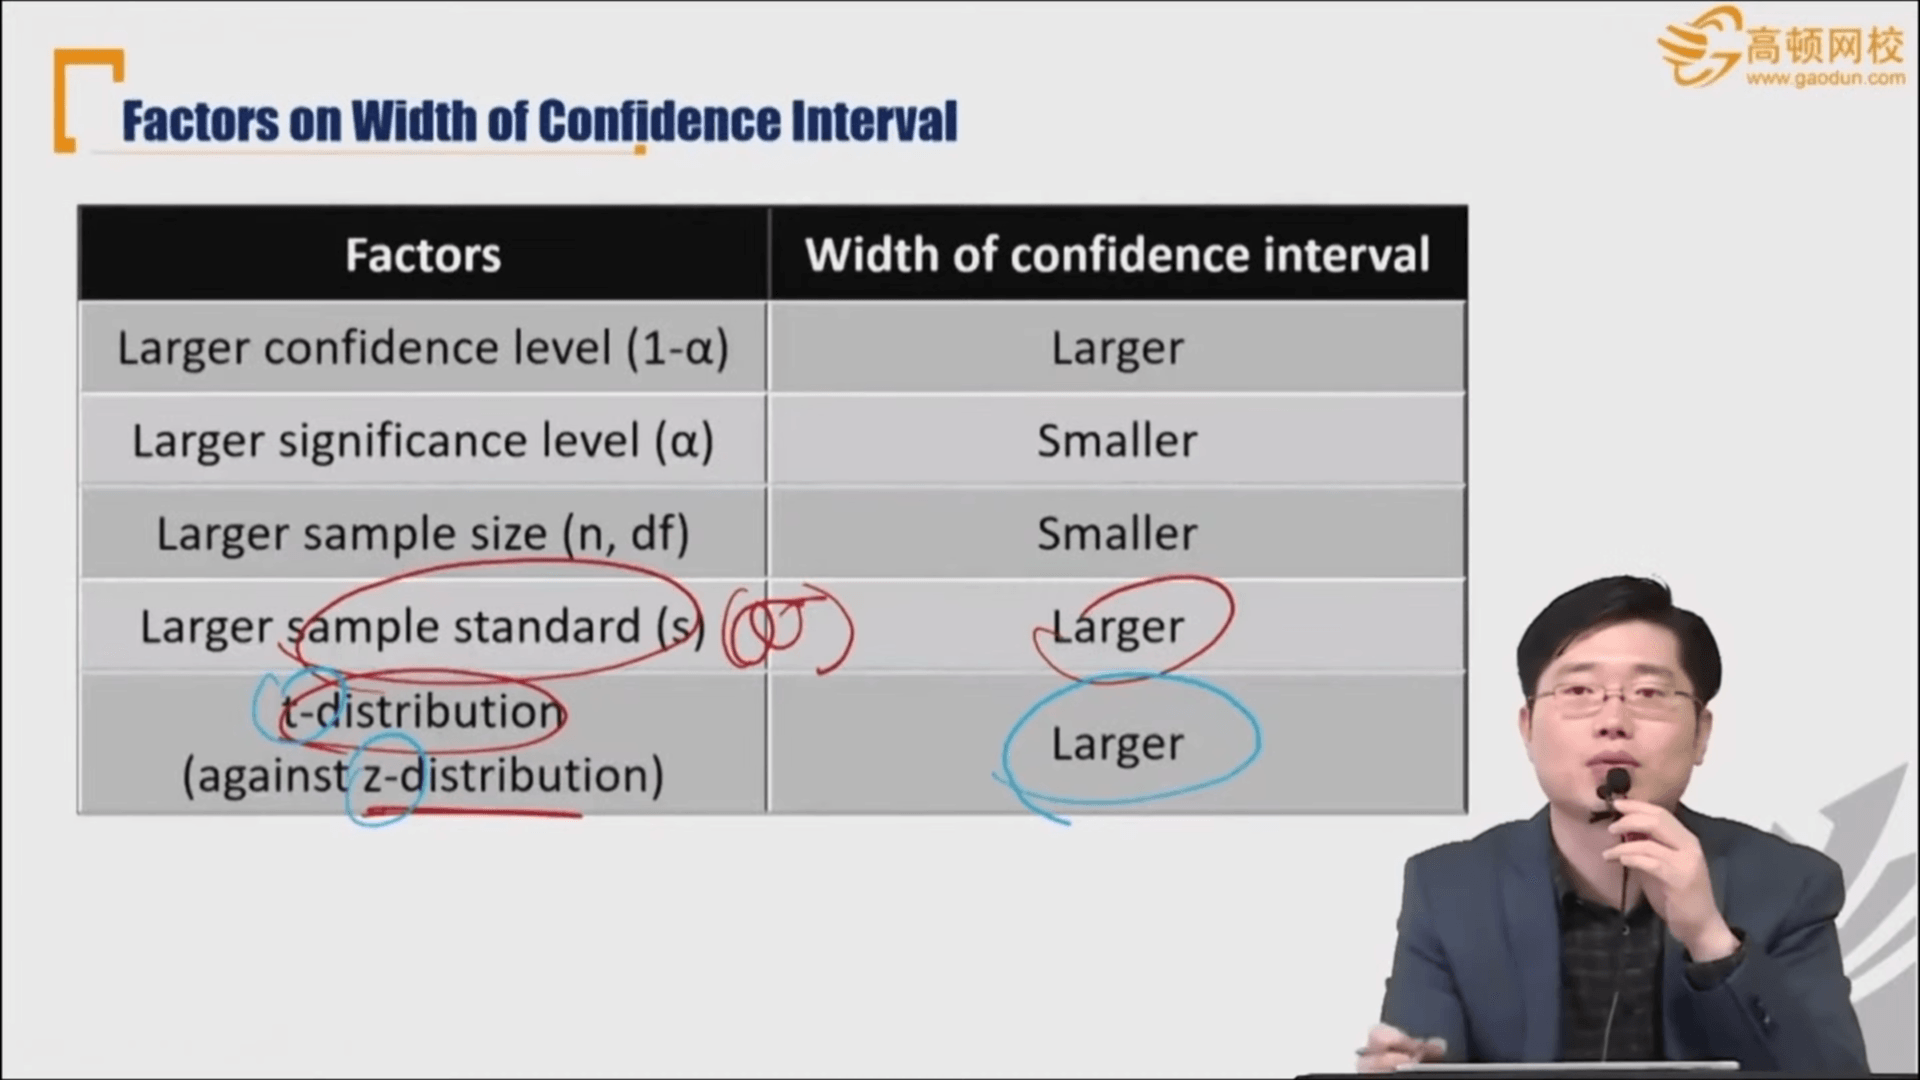 高顿网校
www.gaodun.com
Factors on Width of Confidence Interval
Factors
Width of confidence interval
Larger confidence level (1-α)
Larger
Larger significance level (α)
Smaller
Larger sample size (n, df)
Smaller
Larger sample standard (s)
(σ)
Larger
t-distribution
(against z-distribution)
Larger